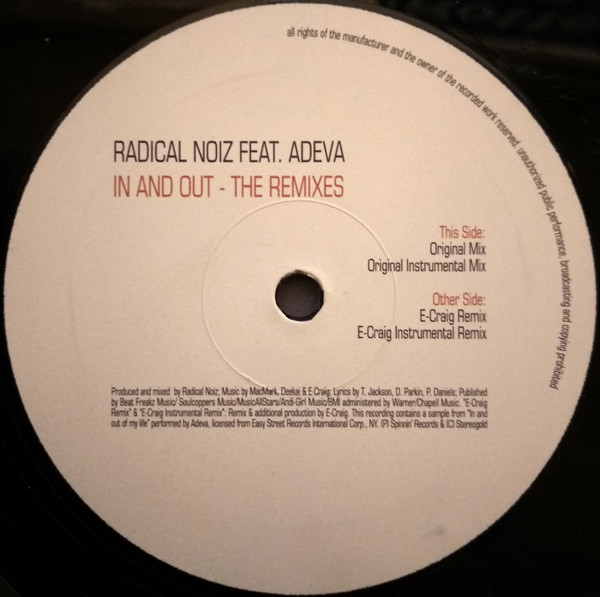 all rights of the manufacturer and the owner of the recorded work reserved. unauthorized public performance, broadcasting and copying prohibited
RADICAL NOIZ FEAT. ADEVA
IN AND OUT - THE REMIXES
This Side:
Original Mix
Original Instrumental Mix
Other Side:
E-Craig Remix
E-Craig Instrumental Remix
Produced and mixed by Radical Noiz; Music by MacMark, Deekai & E-Craig; Lyrics by T. Jackson, D. Parkin, P. Daniels; Published
by Beat Freakz Music/ Soulcoppers Music/MusicAllStars/Andi-Girl Music/BMI administered by Warner/Chapell Music. "E-Craig
Remix" & "E-Craig Instrumental Remix": Remix & additional production by E-Craig. This recording contains a sample from "In and
out of my life" performed by Adeva, licensed from Easy Street Records International Corp., NY. (P) Spinnin' Records & (C) Stereogold